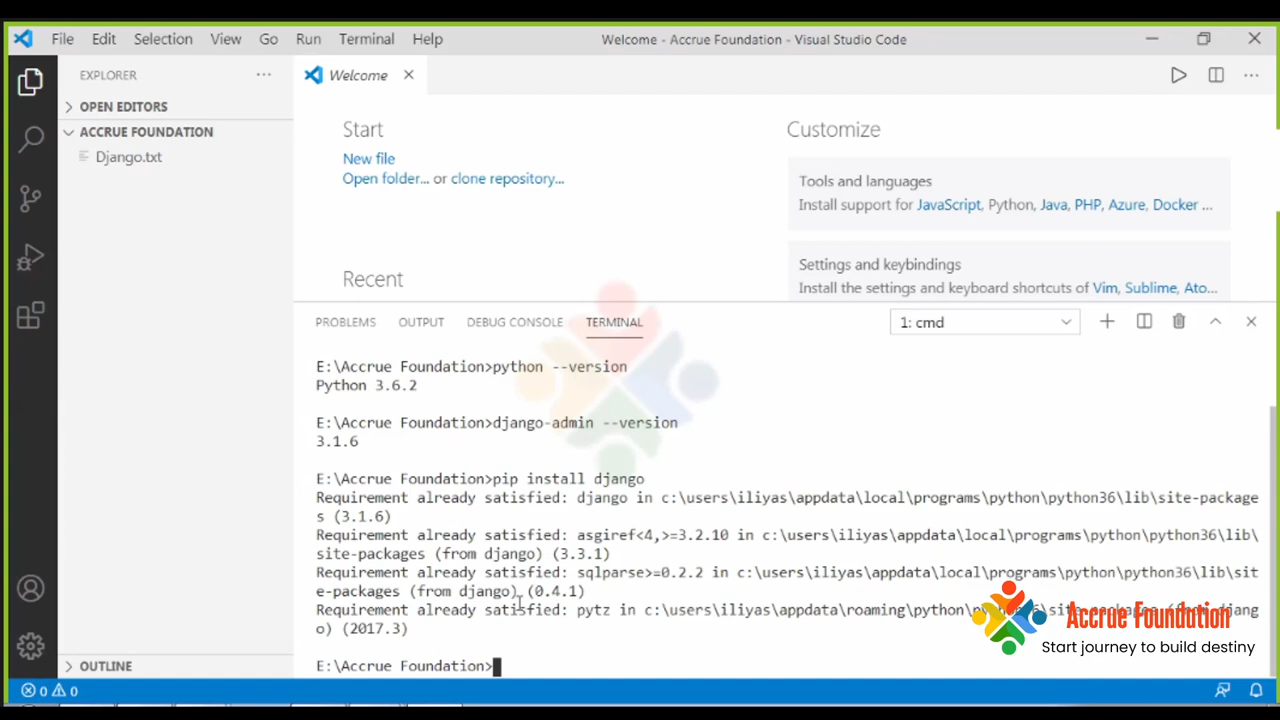 File Edit Selection View Go Run Terminal Help Welcome - Accrue Foundation - Visual Studio Code
EXPLORER ...
Welcome
OPEN EDITORS
ACCRUE FOUNDATION
Django.txt
Start
New file
Open folder... or clone repository...
Recent
Customize
Tools and languages
Install support for JavaScript, Python, Java, PHP, Azure, Docker ...
Settings and keybindings
Install the settings and keyboard shortcuts of Vim, Sublime, Ato...
PROBLEMS OUTPUT DEBUG CONSOLE TERMINAL 1: cmd
E:\Accrue Foundation>python --version
Python 3.6.2
E:\Accrue Foundation>django-admin --version
3.1.6
E:\Accrue Foundation>pip install django
Requirement already satisfied: django in c:\users\iliyas\appdata\local\programs\python\python36\lib\site-package
s (3.1.6)
Requirement already satisfied: asgiref<4,>=3.2.10 in c:\users\iliyas\appdata\local\programs\python\python36\lib\
site-packages (from django) (3.3.1)
Requirement already satisfied: sqlparse>=0.2.2 in c:\users\iliyas\appdata\local\programs\python\python36\lib\sit
e-packages (from django) (0.4.1)
Requirement already satisfied: pytz in c:\users\iliyas\appdata\roaming\python\
o) (2017.3)
E:\Accrue Foundation>
Accrue Foundation
Start journey to build destiny
OUTLINE
0 0